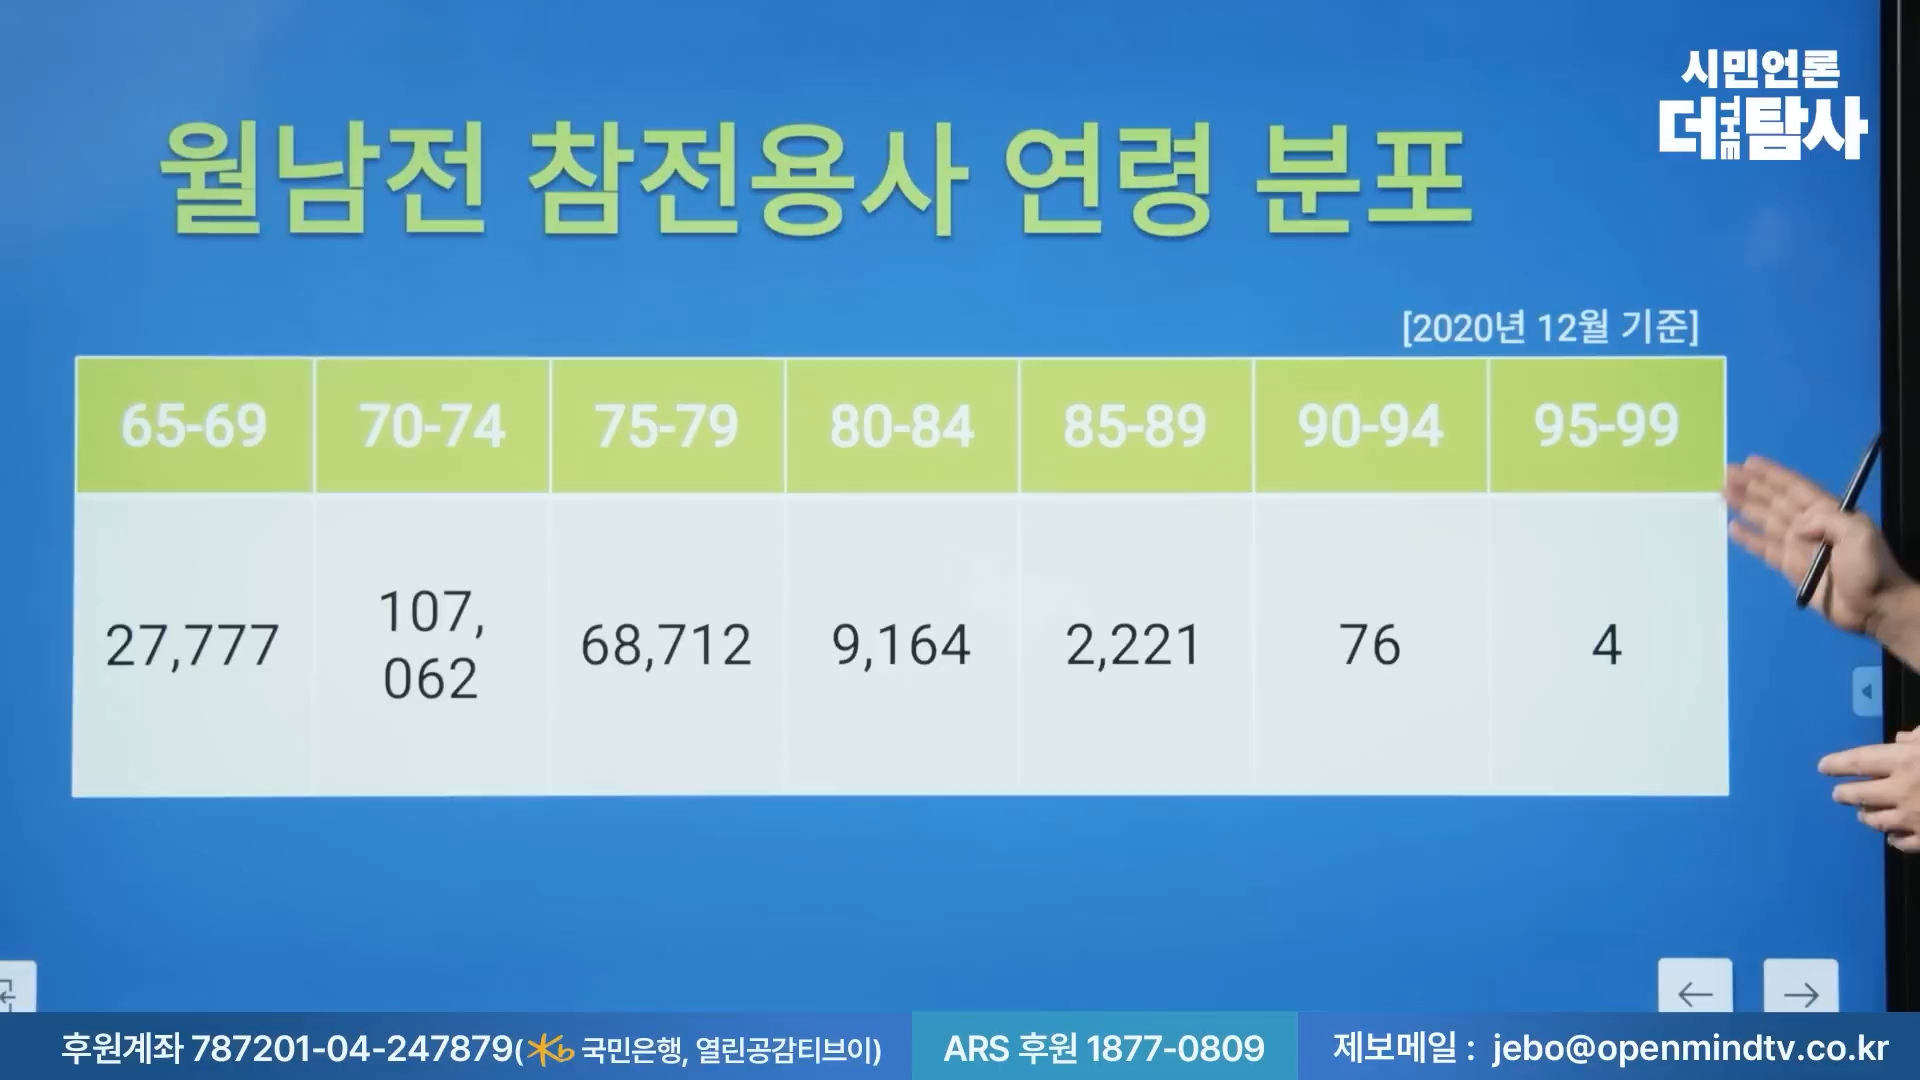 시민언론
더탐사
월남전 참전용사 연령 분포
[2020년 12월 기준]
65-69 70-74 75-79 80-84 85-89 90-94 95-99
27,777 107,062 68,712 9,164 2,221 76 4
후원계좌 787201-04-247879( 국민은행, 열린공감티브이) ARS 후원 1877-0809 제보메일 : jebo@openmindtv.co.kr